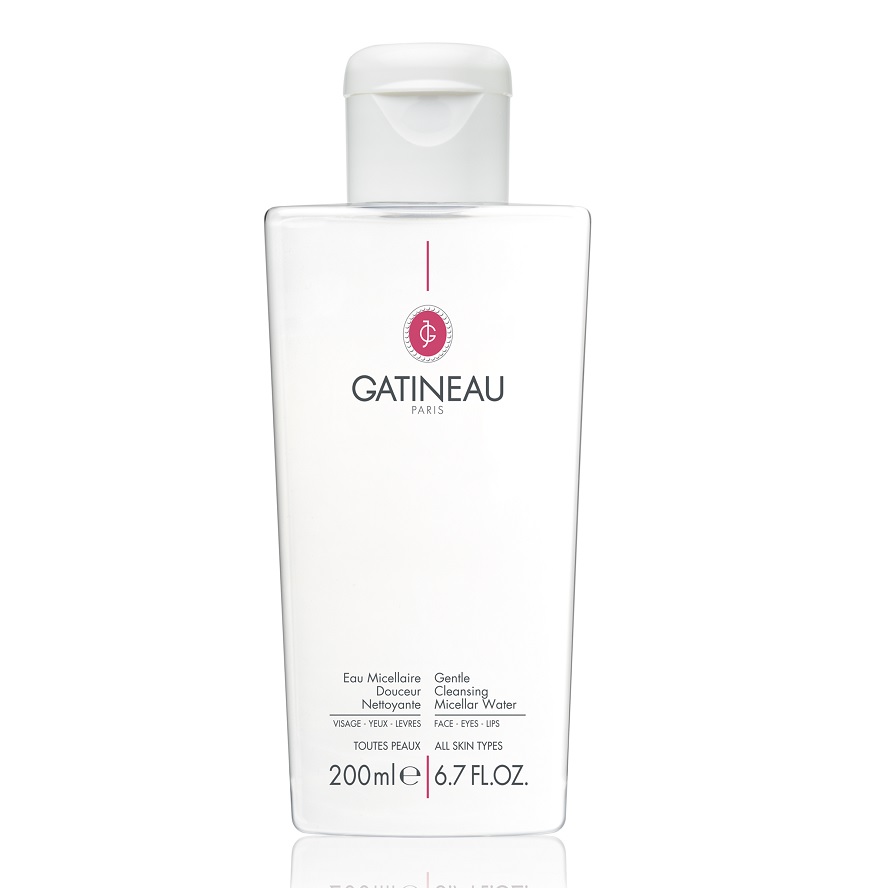 JG
GATINEAU
PARIS
Eau Micellaire
Douceur
Nettoyante
VISAGE - YEUX - LEVRES
TOUTES PEAUX
200ml℮
Gentle
Cleansing
Micellar Water
FACE - EYES - LIPS
ALL SKIN TYPES
6.7 FL.OZ.